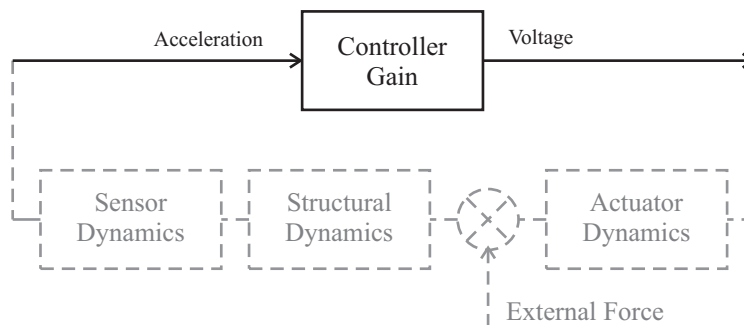 Acceleration
Controller
Gain
Voltage
Sensor
Dynamics
Structural
Dynamics
Actuator
Dynamics
External Force